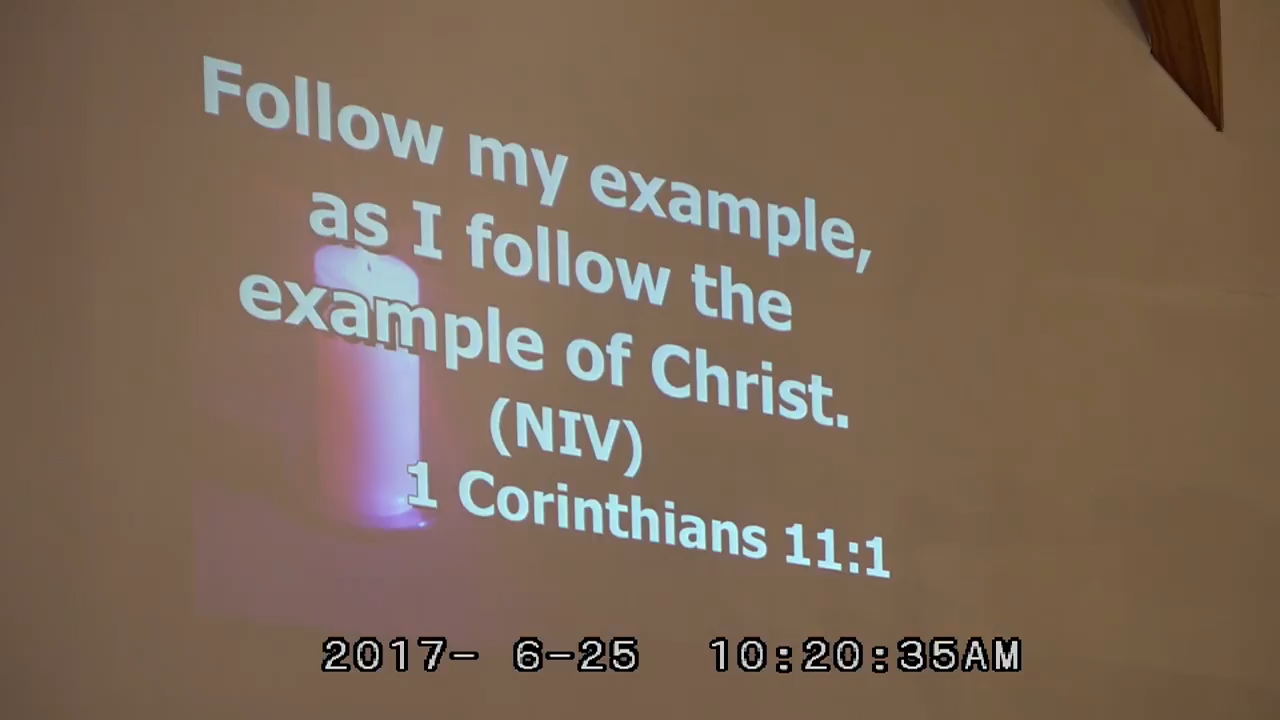 Follow my example,
as I follow the
example of Christ.
(NIV)
1 Corinthians 11:1
2017- 6-25 10:20:35AM